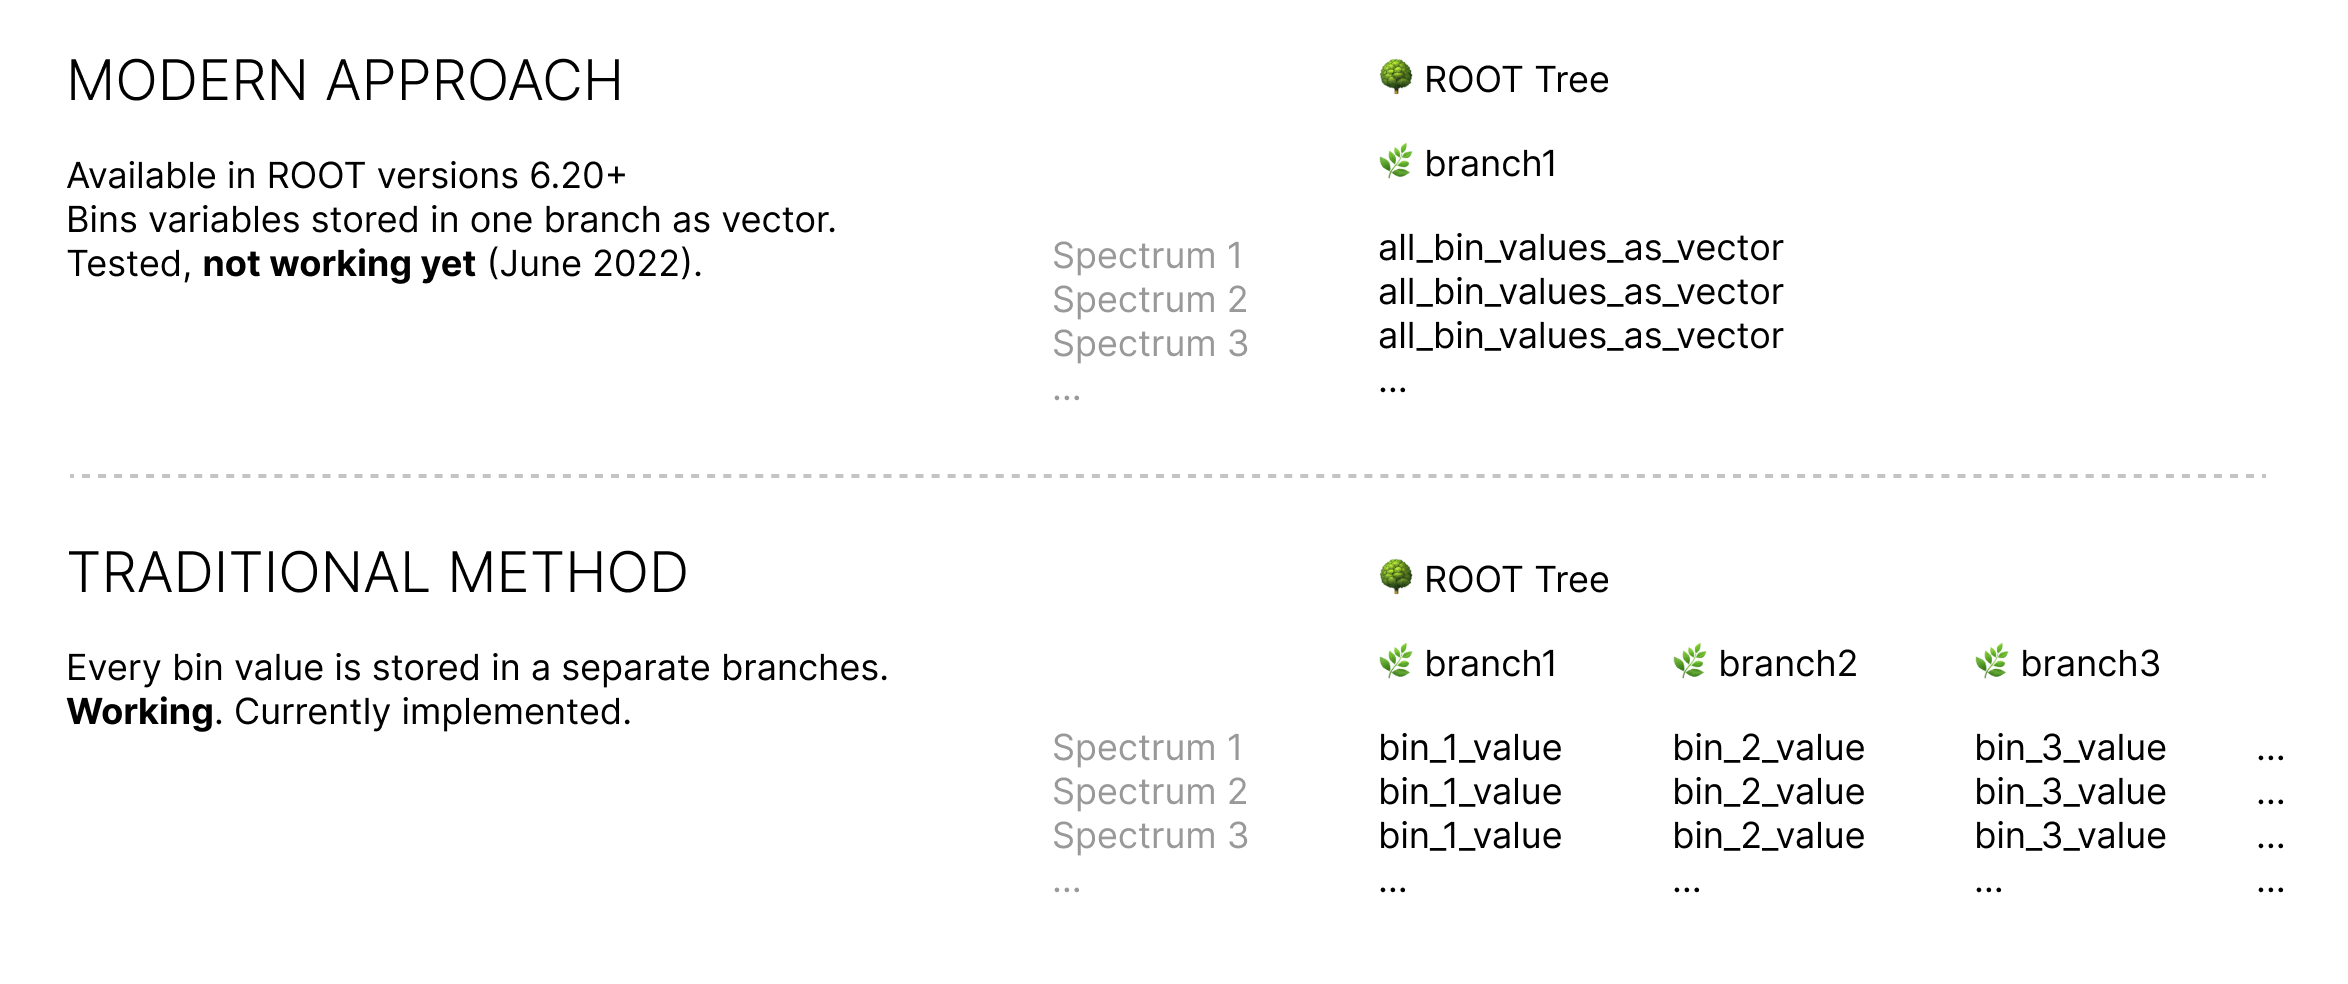 MODERN APPROACH
Available in ROOT versions 6.20+
Bins variables stored in one branch as vector.
Tested, not working yet (June 2022).
🌳 ROOT Tree
🌿 branch1
Spectrum 1 all_bin_values_as_vector
Spectrum 2 all_bin_values_as_vector
Spectrum 3 all_bin_values_as_vector
... ...
TRADITIONAL METHOD
Every bin value is stored in a separate branches.
Working. Currently implemented.
🌳 ROOT Tree
🌿 branch1 🌿 branch2 🌿 branch3
Spectrum 1 bin_1_value bin_2_value bin_3_value ...
Spectrum 2 bin_1_value bin_2_value bin_3_value ...
Spectrum 3 bin_1_value bin_2_value bin_3_value ...
... ... ... ... ...